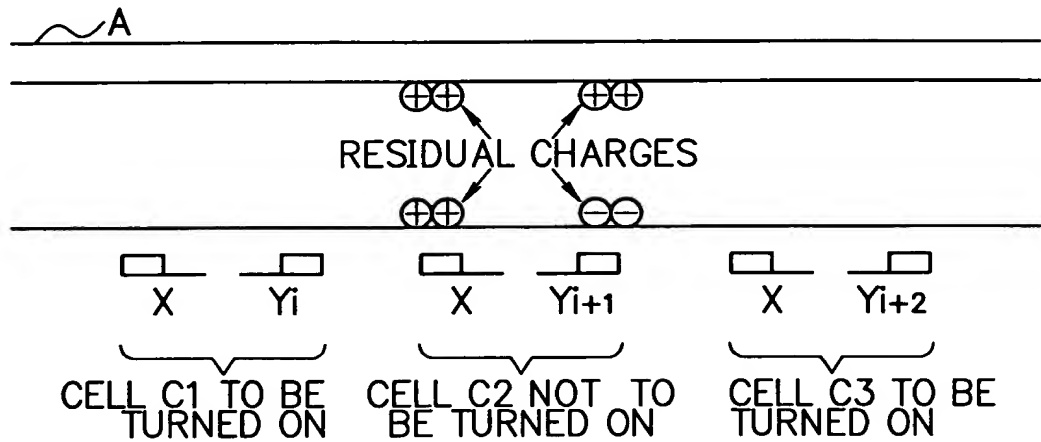 A
⊕⊕ ⊕⊕
RESIDUAL CHARGES
⊕⊕ ⊖⊖
X Yi X Yi+1 X Yi+2
CELL C1 TO BE TURNED ON
CELL C2 NOT TO BE TURNED ON
CELL C3 TO BE TURNED ON